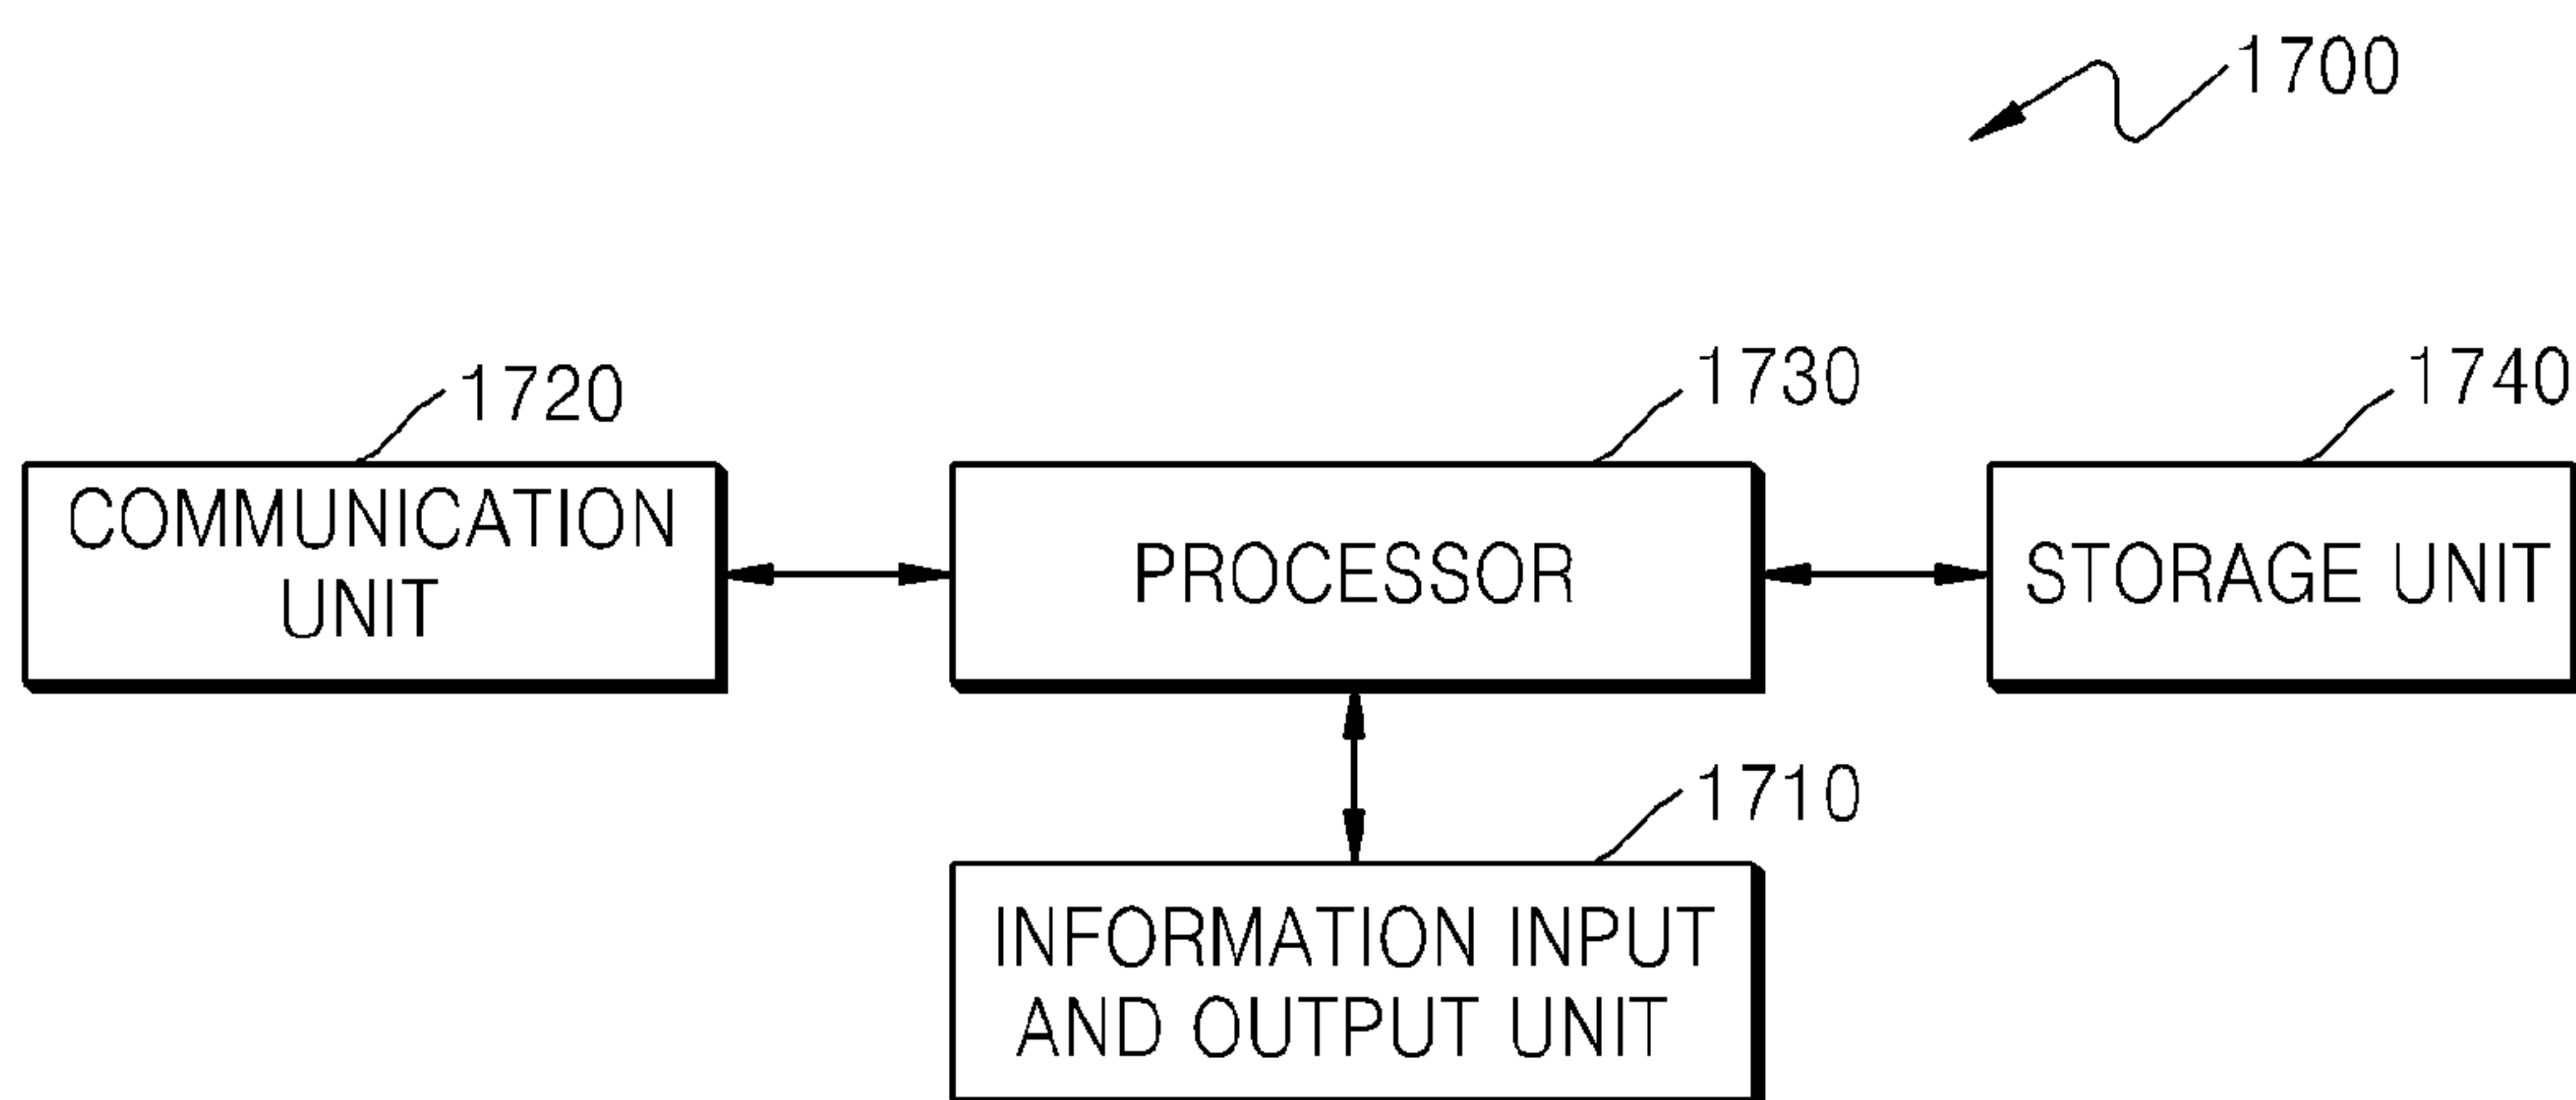 1700
1720
1730
1740
COMMUNICATION
UNIT
PROCESSOR
STORAGE UNIT
1710
INFORMATION INPUT
AND OUTPUT UNIT